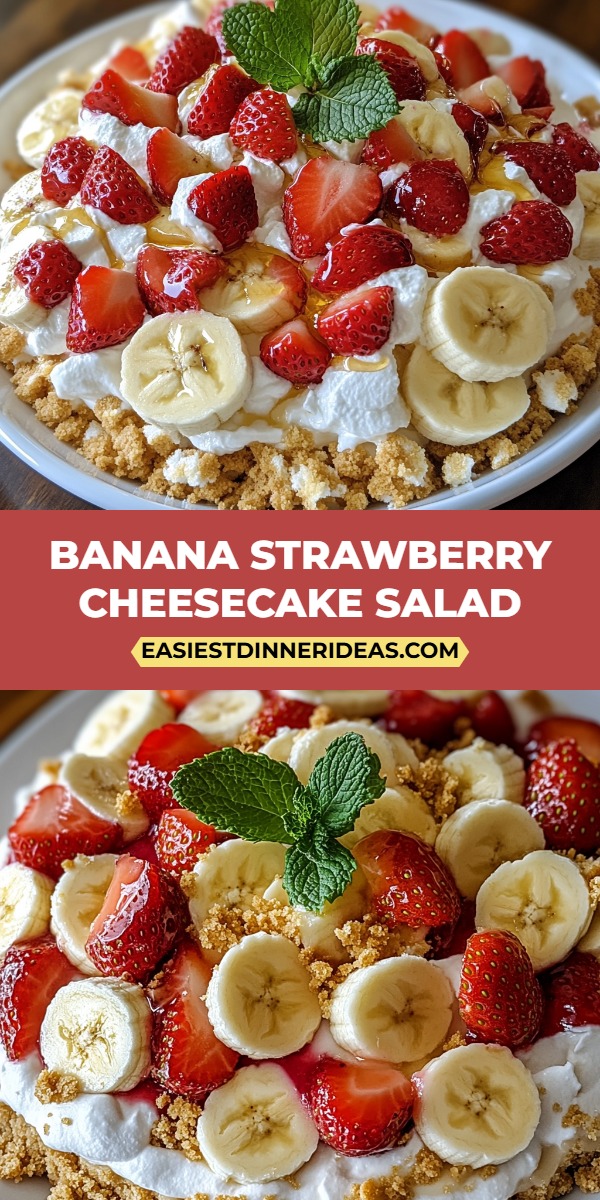 BANANA STRAWBERRY
CHEESECAKE SALAD
EASIESTDINNERIDEAS.COM